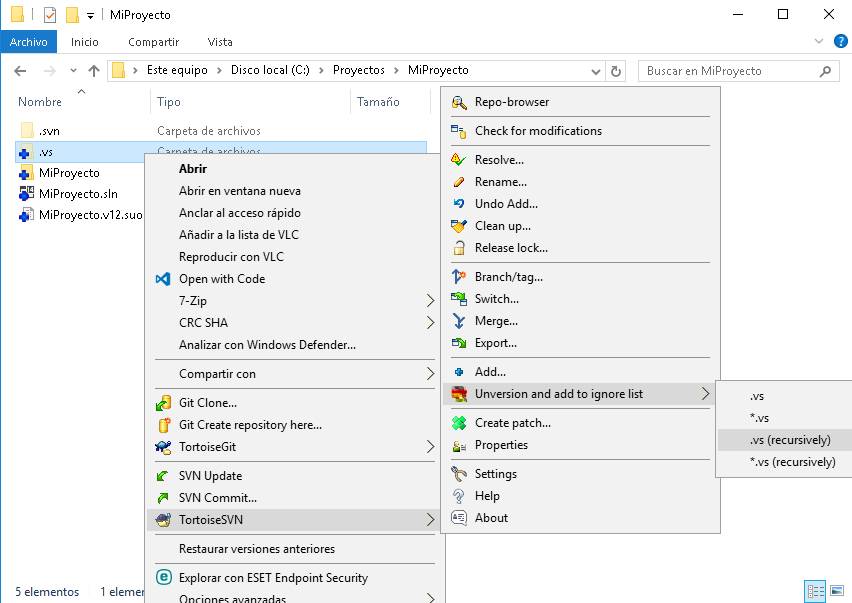 MiProyecto
Archivo Inicio Compartir Vista
Este equipo Disco local (C:) Proyectos MiProyecto
Buscar en MiProyecto
Nombre Tipo Tamaño
.svn Carpeta de archivos
.vs Carpeta de archivos
MiProyecto
MiProyecto.sln
MiProyecto.v12.suo
Abrir
Abrir en ventana nueva
Anclar al acceso rápido
Añadir a la lista de VLC
Reproducir con VLC
Open with Code
7-Zip
CRC SHA
Analizar con Windows Defender...
Compartir con
Git Clone...
Git Create repository here...
TortoiseGit
SVN Update
SVN Commit...
TortoiseSVN
Restaurar versiones anteriores
Explorar con ESET Endpoint Security
Opciones avanzadas
Repo-browser
Check for modifications
Resolve...
Rename...
Undo Add...
Clean up...
Release lock...
Branch/tag...
Switch...
Merge...
Export...
Add...
Unversion and add to ignore list
Create patch...
Properties
Settings
Help
About
.vs
*.vs
.vs (recursively)
*.vs (recursively)
5 elementos 1 elemen